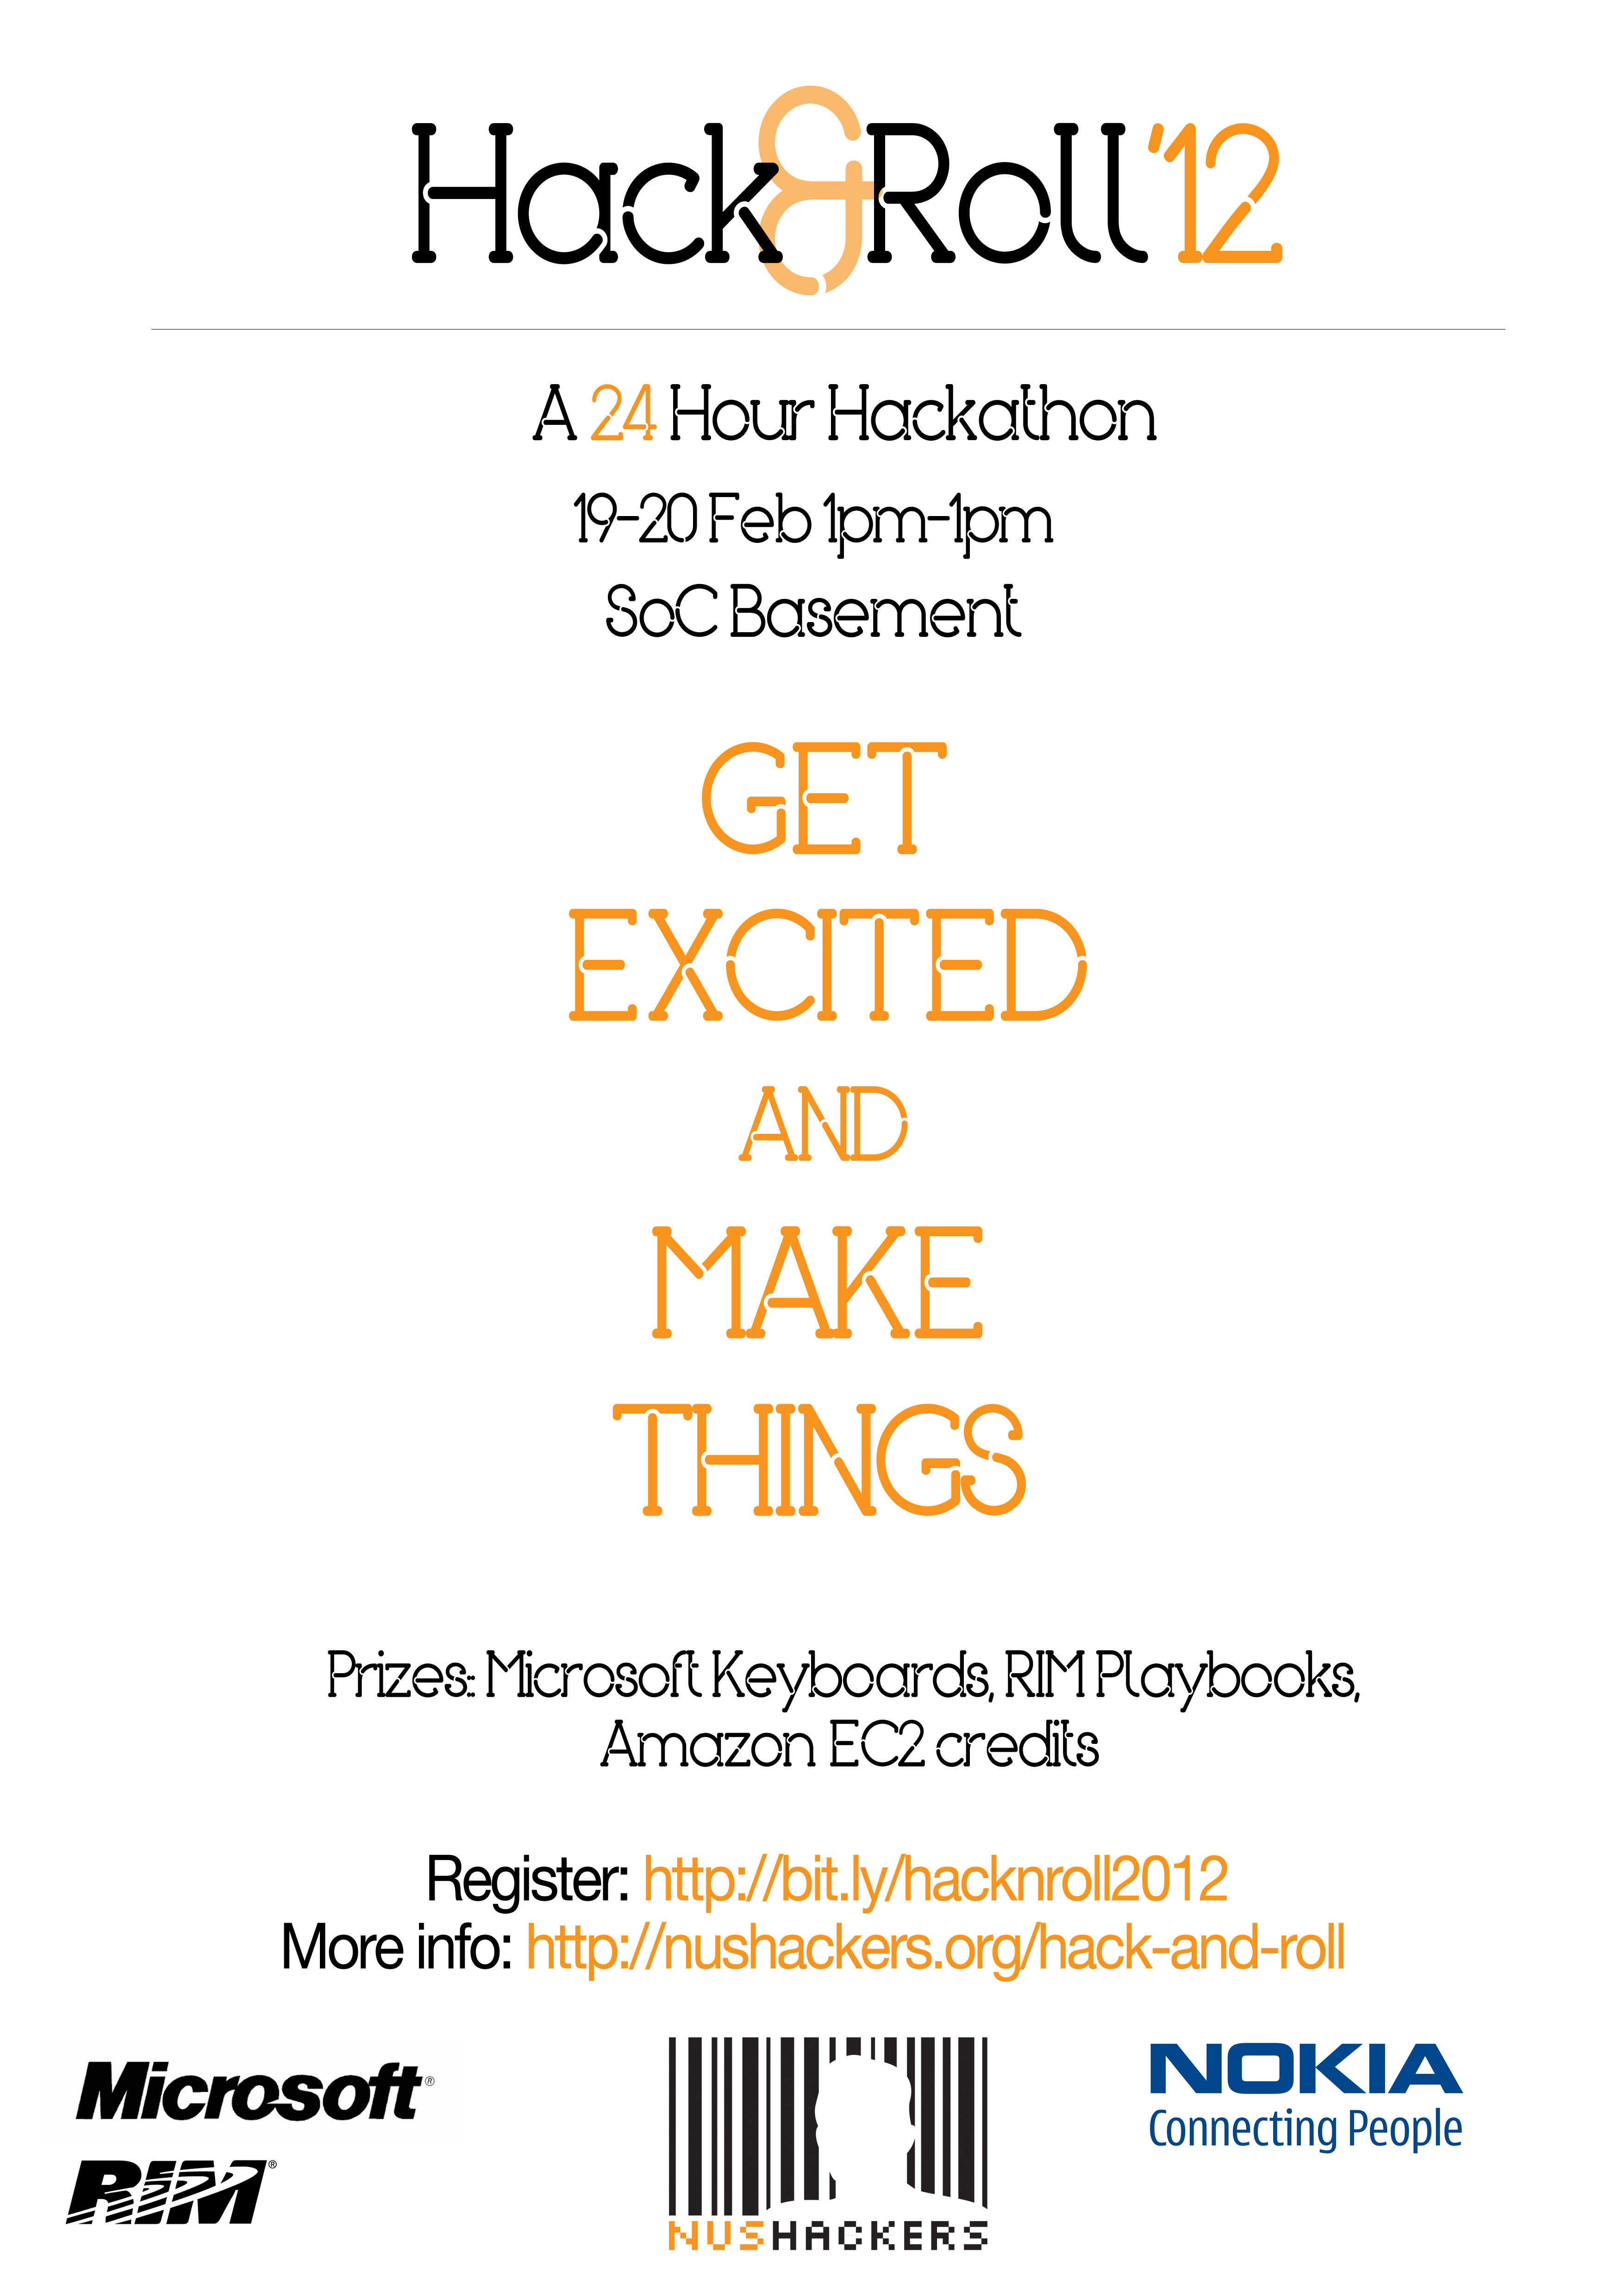 Hack&Roll'12
A 24 Hour Hackathon
19-20 Feb 1pm-1pm
SoC Basement
GET
EXCITED
AND
MAKE
THINGS
Prizes: Microsoft Keyboards, RIM Playbooks,
Amazon EC2 credits
Register: http://bit.ly/hacknroll2012
More info: http://nushackers.org/hack-and-roll
Microsoft®
RIM®
NUSHACKERS
NOKIA
Connecting People